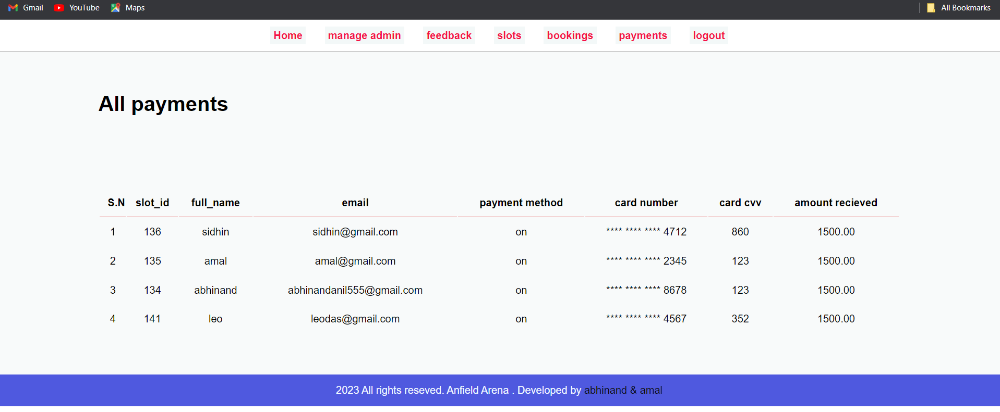 Gmail YouTube Maps All Bookmarks
Home manage admin feedback slots bookings payments logout
All payments
S.N slot_id full_name email payment method card number card cvv amount recieved
1 136 sidhin sidhin@gmail.com on **** **** **** 4712 860 1500.00
2 135 amal amal@gmail.com on **** **** **** 2345 123 1500.00
3 134 abhinand abhinandanil555@gmail.com on **** **** **** 8678 123 1500.00
4 141 leo leodas@gmail.com on **** **** **** 4567 352 1500.00
2023 All rights reseved. Anfield Arena . Developed by abhinand & amal